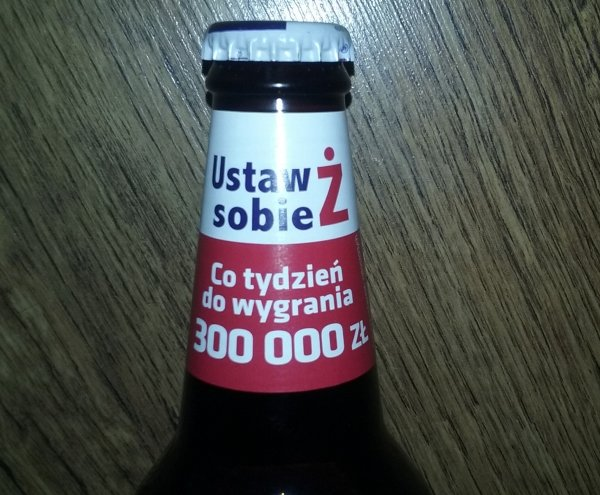 Ustaw
sobie Ż
Co tydzień
do wygrania
300 000 ZŁ